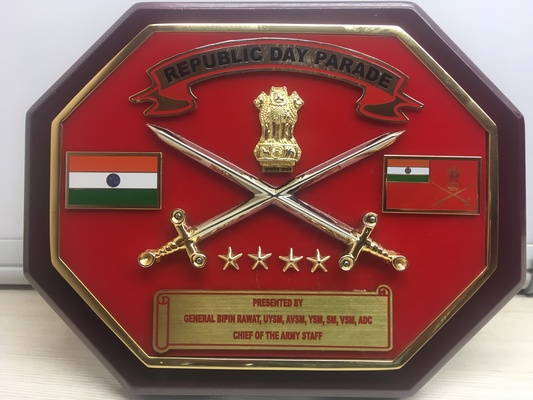 REPUBLIC DAY PARADE
PRESENTED BY
GENERAL BIPIN RAWAT, UYSM, AVSM, YSM, SM, VSM, ADC
CHIEF OF THE ARMY STAFF